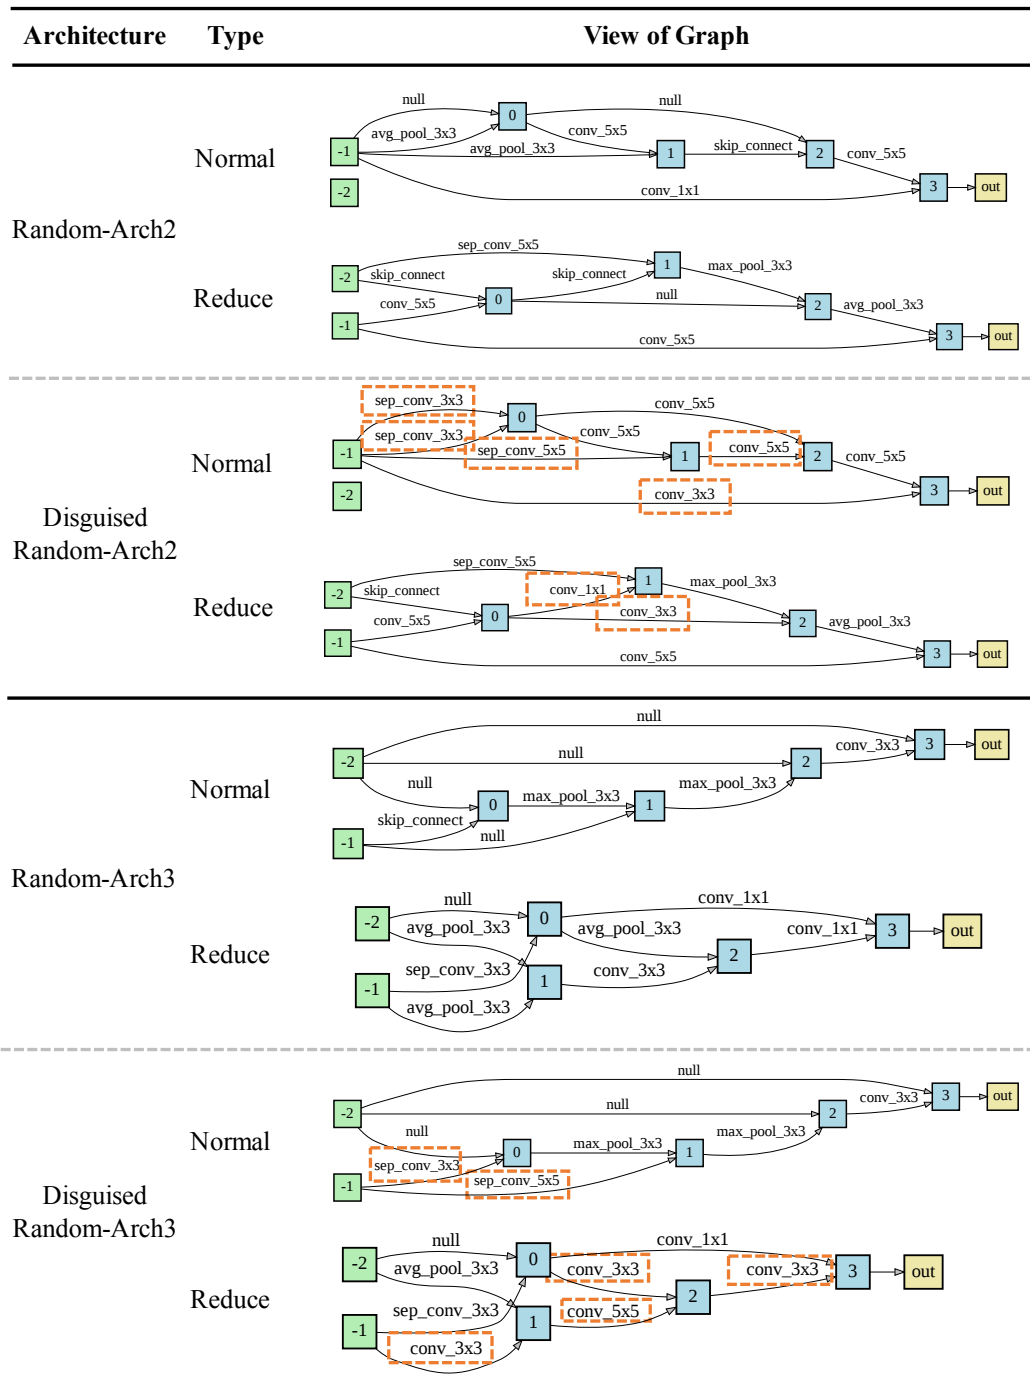 Architecture Type View of Graph
null
0
null
avg_pool_3x3
conv_5x5
-1
avg_pool_3x3
1
skip_connect
2
conv_5x5
Normal
-2
conv_1x1
3
out
Random-Arch2
sep_conv_5x5
1
-2
skip_connect
skip_connect
max_pool_3x3
Reduce
0
null
2
conv_5x5
avg_pool_3x3
-1
conv_5x5
3
out
sep_conv_3x3
0
conv_5x5
sep_conv_3x3
conv_5x5
-1
sep_conv_5x5
1
conv_5x5
2
conv_5x5
Normal
-2
conv_3x3
3
out
Disguised
Random-Arch2
sep_conv_5x5
1
max_pool_3x3
-2
skip_connect
conv_1x1
Reduce
0
conv_3x3
2
conv_5x5
avg_pool_3x3
-1
conv_5x5
3
out
null
3
out
-2
null
2
conv_3x3
Normal
null
max_pool_3x3
0
max_pool_3x3
1
skip_connect
-1
null
Random-Arch3
null
conv_1x1
-2
0
avg_pool_3x3
avg_pool_3x3
conv_1x1
3
out
Reduce
2
sep_conv_3x3
conv_3x3
-1
1
avg_pool_3x3
null
3
out
-2
null
2
conv_3x3
Normal
null
max_pool_3x3
0
max_pool_3x3
1
sep_conv_3x3
-1
sep_conv_5x5
Disguised
Random-Arch3
null
conv_1x1
-2
0
avg_pool_3x3
conv_3x3
conv_3x3
3
out
Reduce
2
sep_conv_3x3
conv_5x5
-1
1
conv_3x3